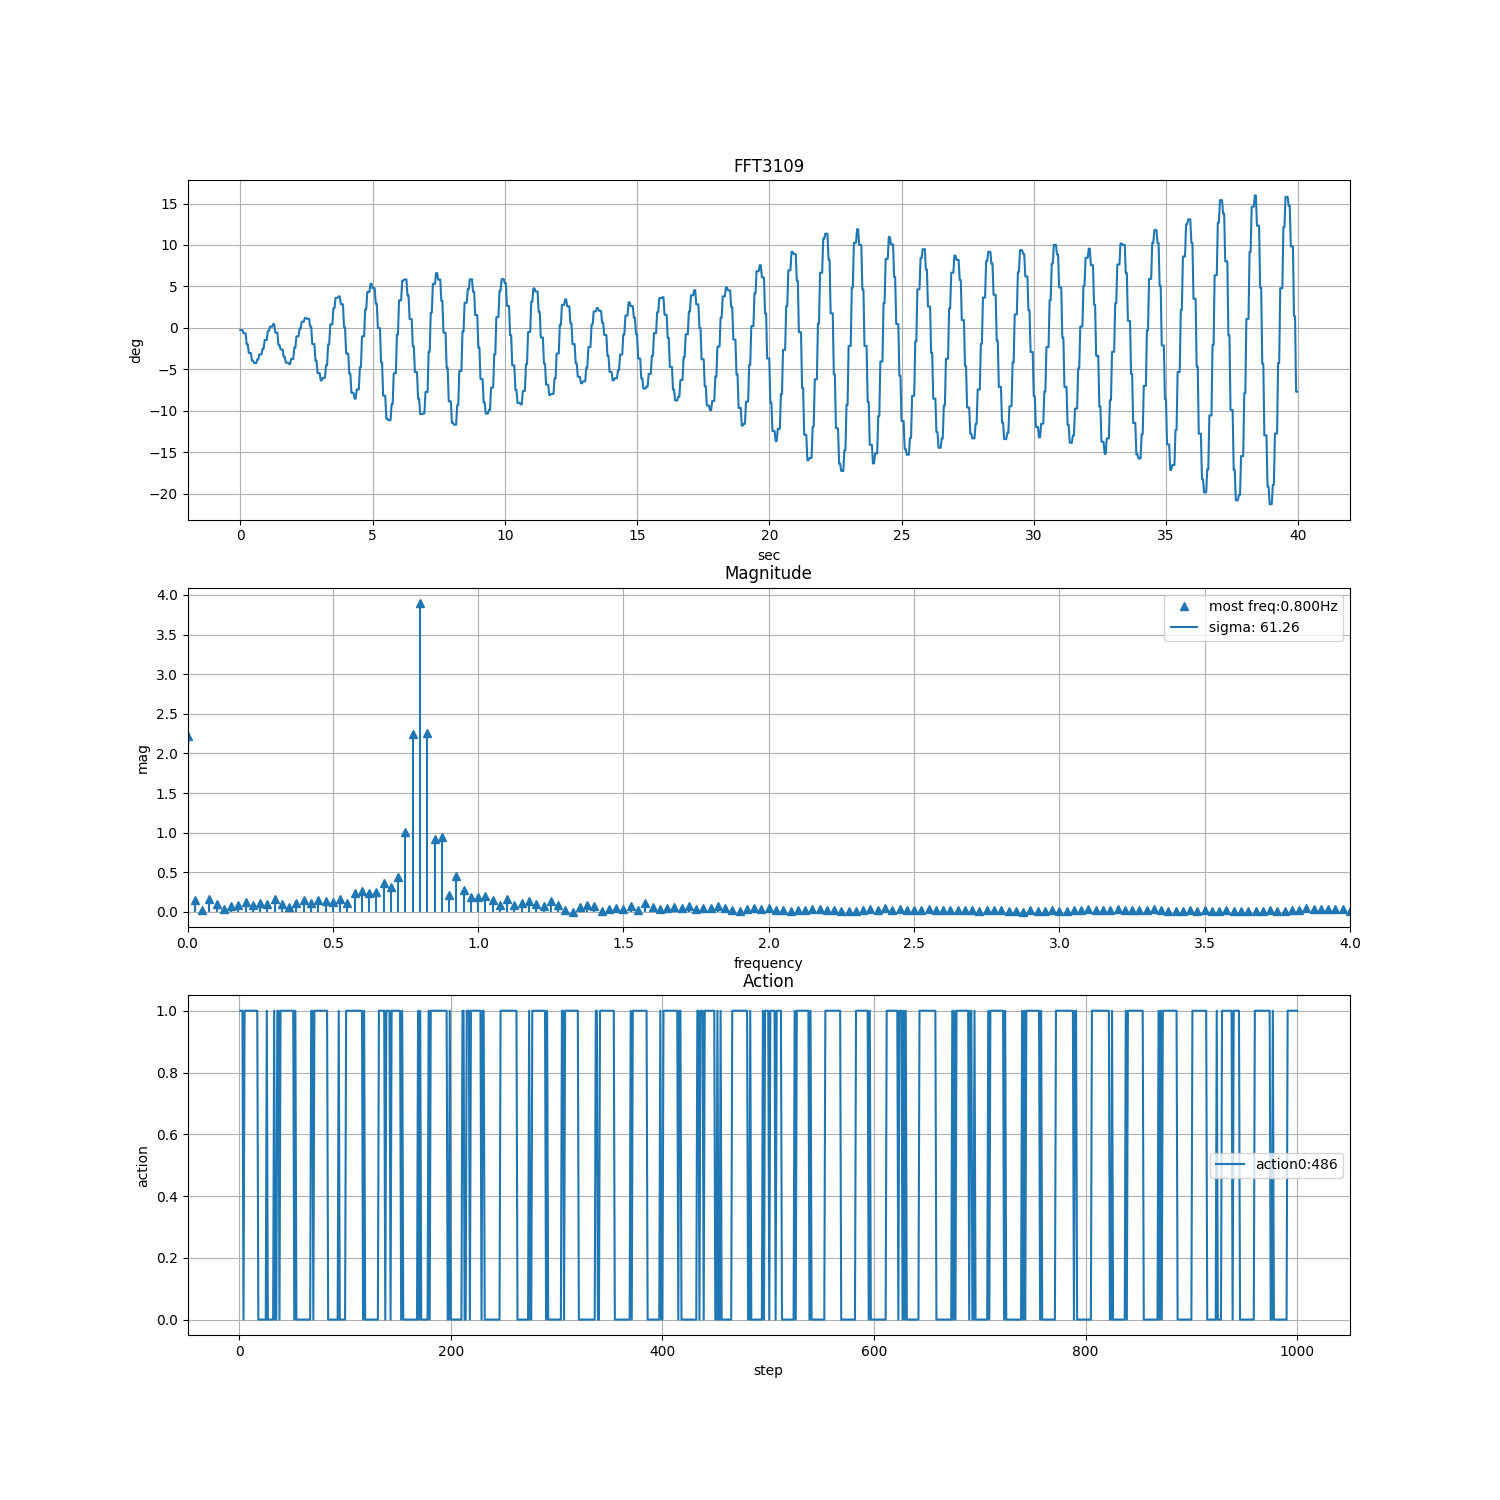 FFT3109
15
10
5
0
−5
−10
−15
−20
deg
0 5 10 15 20 25 30 35 40
sec
Magnitude
4.0
3.5
3.0
2.5
2.0
1.5
1.0
0.5
0.0
mag
most freq:0.800Hz
sigma: 61.26
0.0 0.5 1.0 1.5 2.0 2.5 3.0 3.5 4.0
frequency
Action
1.0
0.8
0.6
0.4
0.2
0.0
action
action0:486
0 200 400 600 800 1000
step